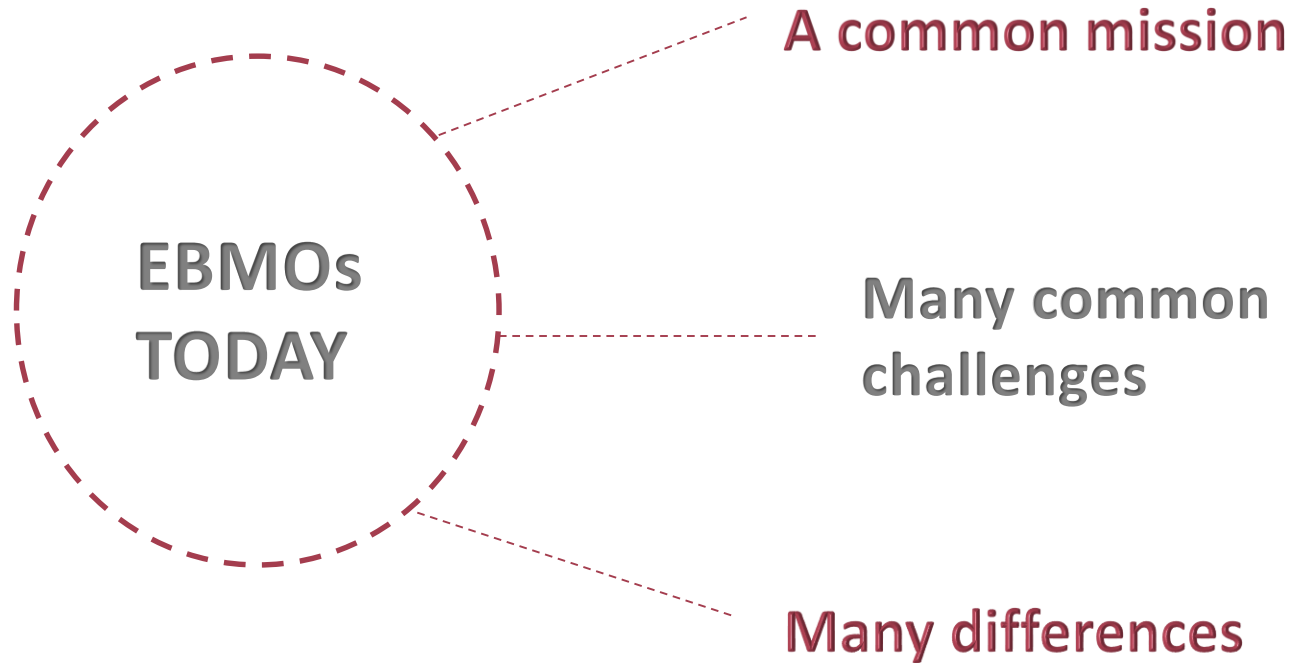 A common mission
EBMOs
TODAY
Many common
challenges
Many differences